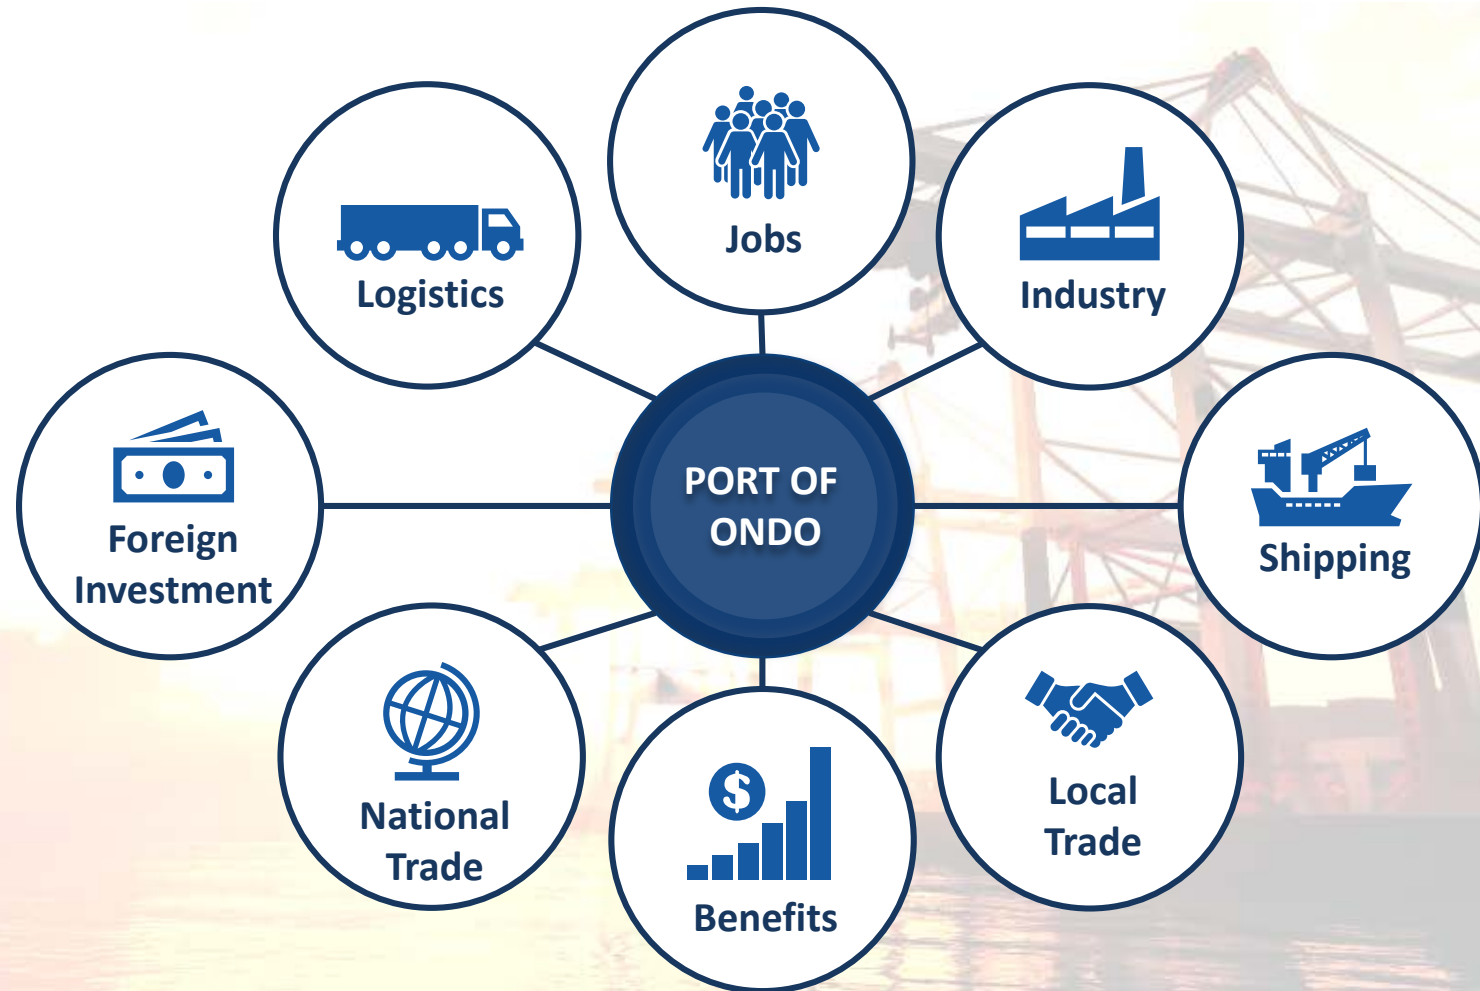 Jobs
Logistics
Industry
PORT OF
ONDO
Foreign
Investment
Shipping
National
Trade
Local
Trade
$
Benefits